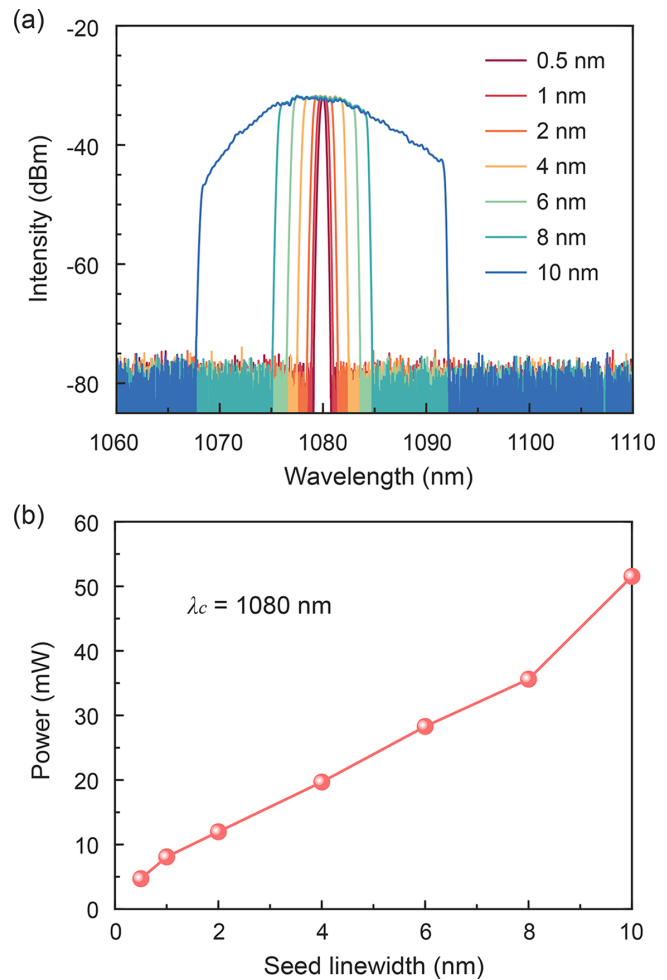 (a)
-20
-40
-60
-80
Intensity (dBm)
0.5 nm
1 nm
2 nm
4 nm
6 nm
8 nm
10 nm
1060 1070 1080 1090 1100 1110
Wavelength (nm)
(b)
60
50
40
30
20
10
0
Power (mW)
λc = 1080 nm
0 2 4 6 8 10
Seed linewidth (nm)